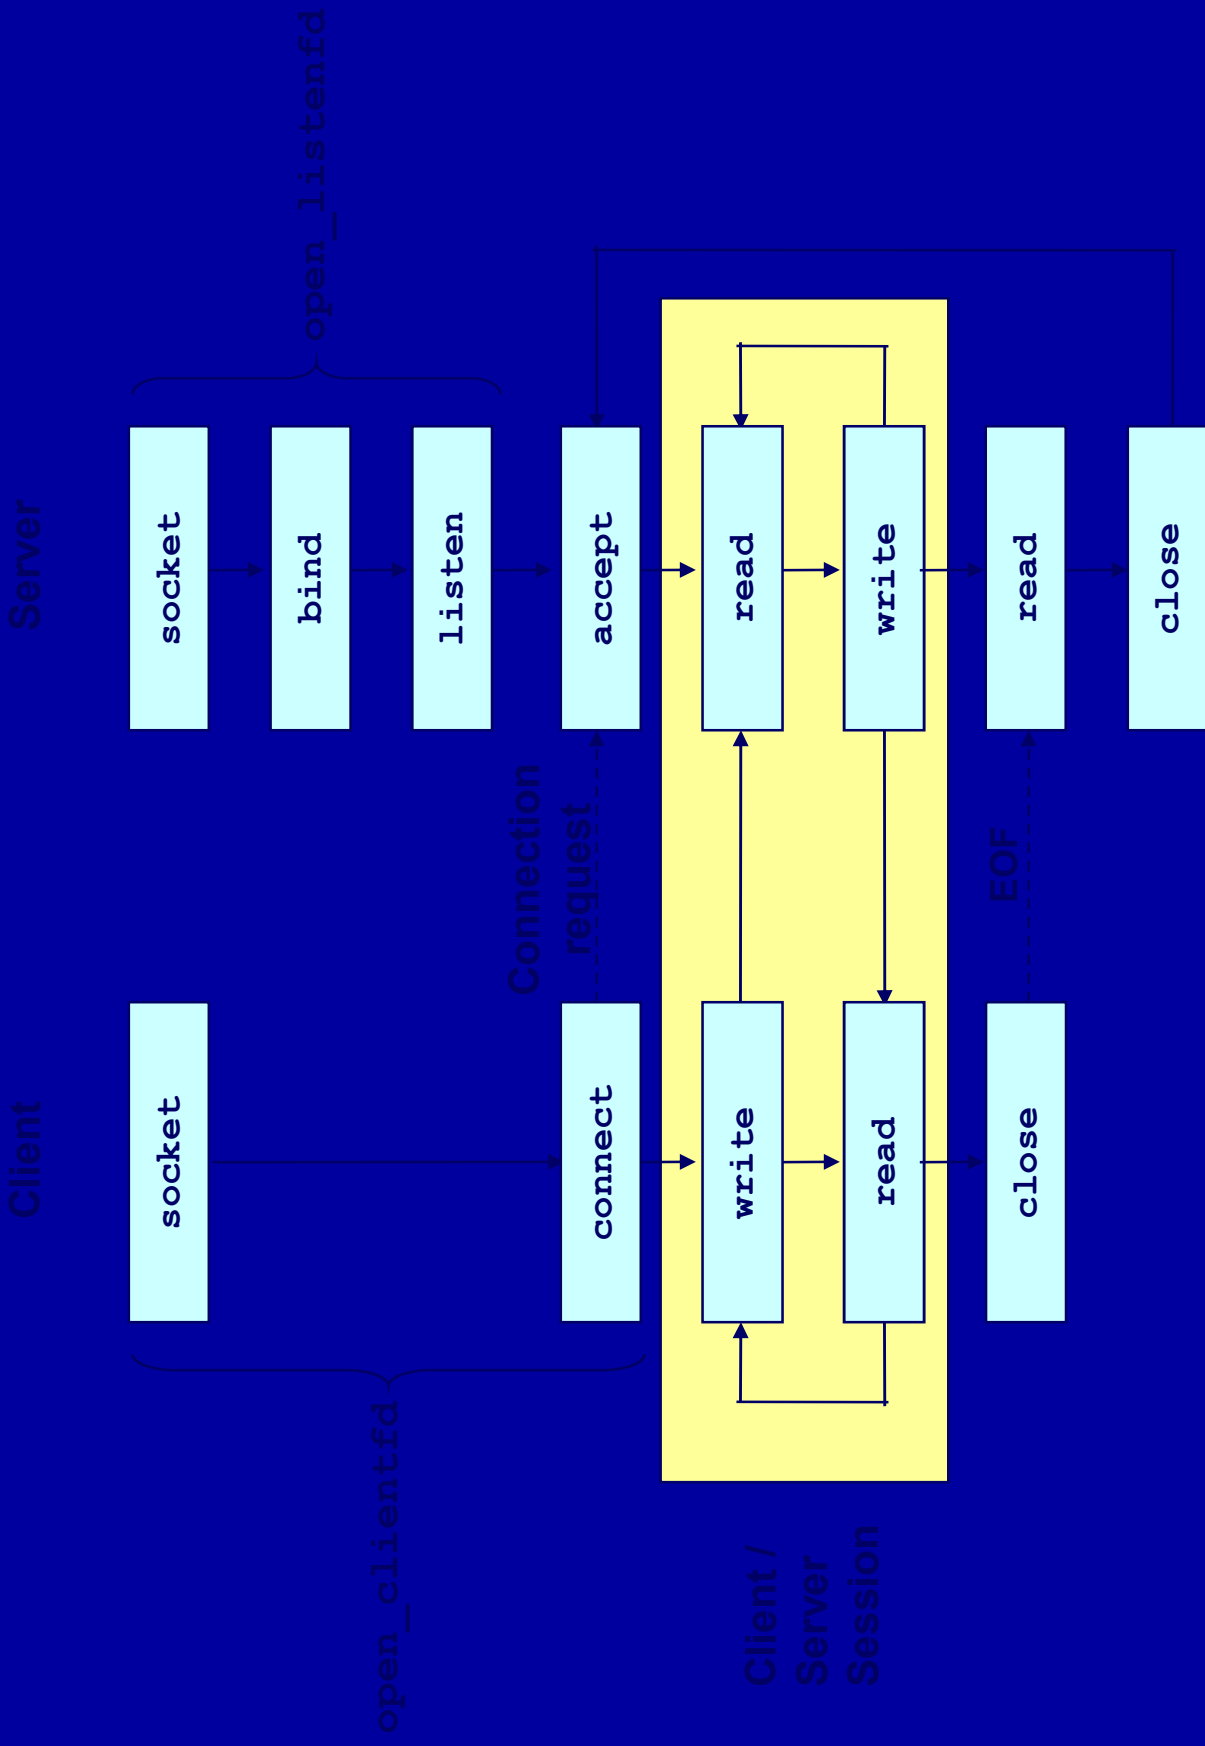 Client
Server
socket
socket
bind
open_listenfd
open_clientfd
listen
Connection
request
connect
accept
Client /
Server
Session
write
read
read
write
EOF
close
read
close